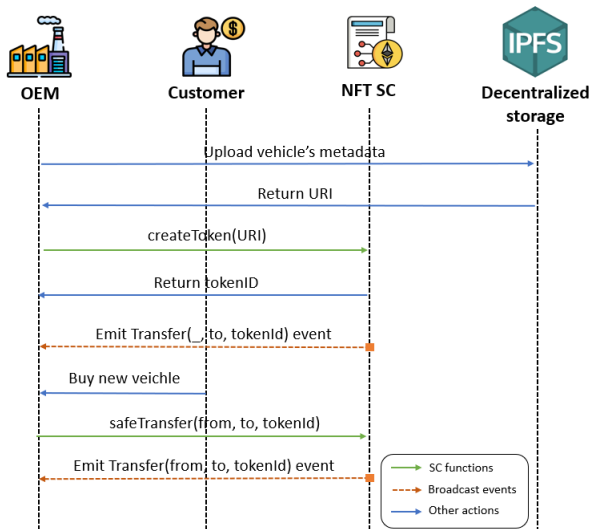 IPFS
OEM
Customer
NFT SC
Decentralized
storage
Upload vehicle's metadata
Return URI
createToken(URI)
Return tokenID
Emit Transfer(_, to, tokenId) event
Buy new veichle
safeTransfer(from, to, tokenId)
Emit Transfer(from, to, tokenId) event
SC functions
Broadcast events
Other actions